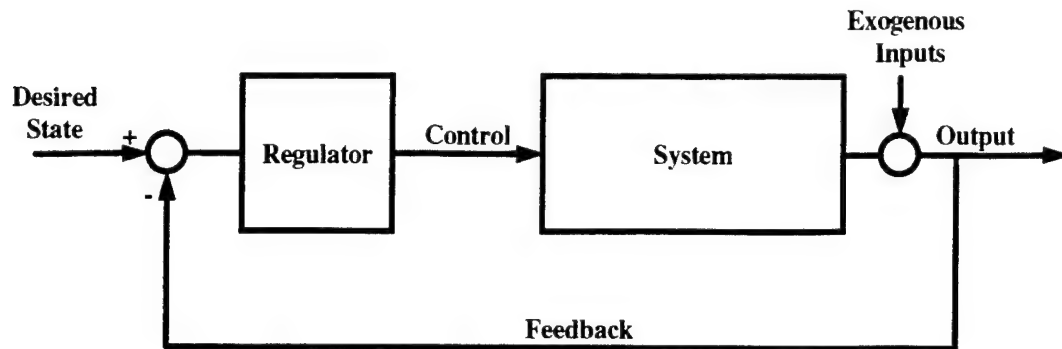 Exogenous
Inputs
Desired
State
+
Regulator
Control
System
Output
-
Feedback